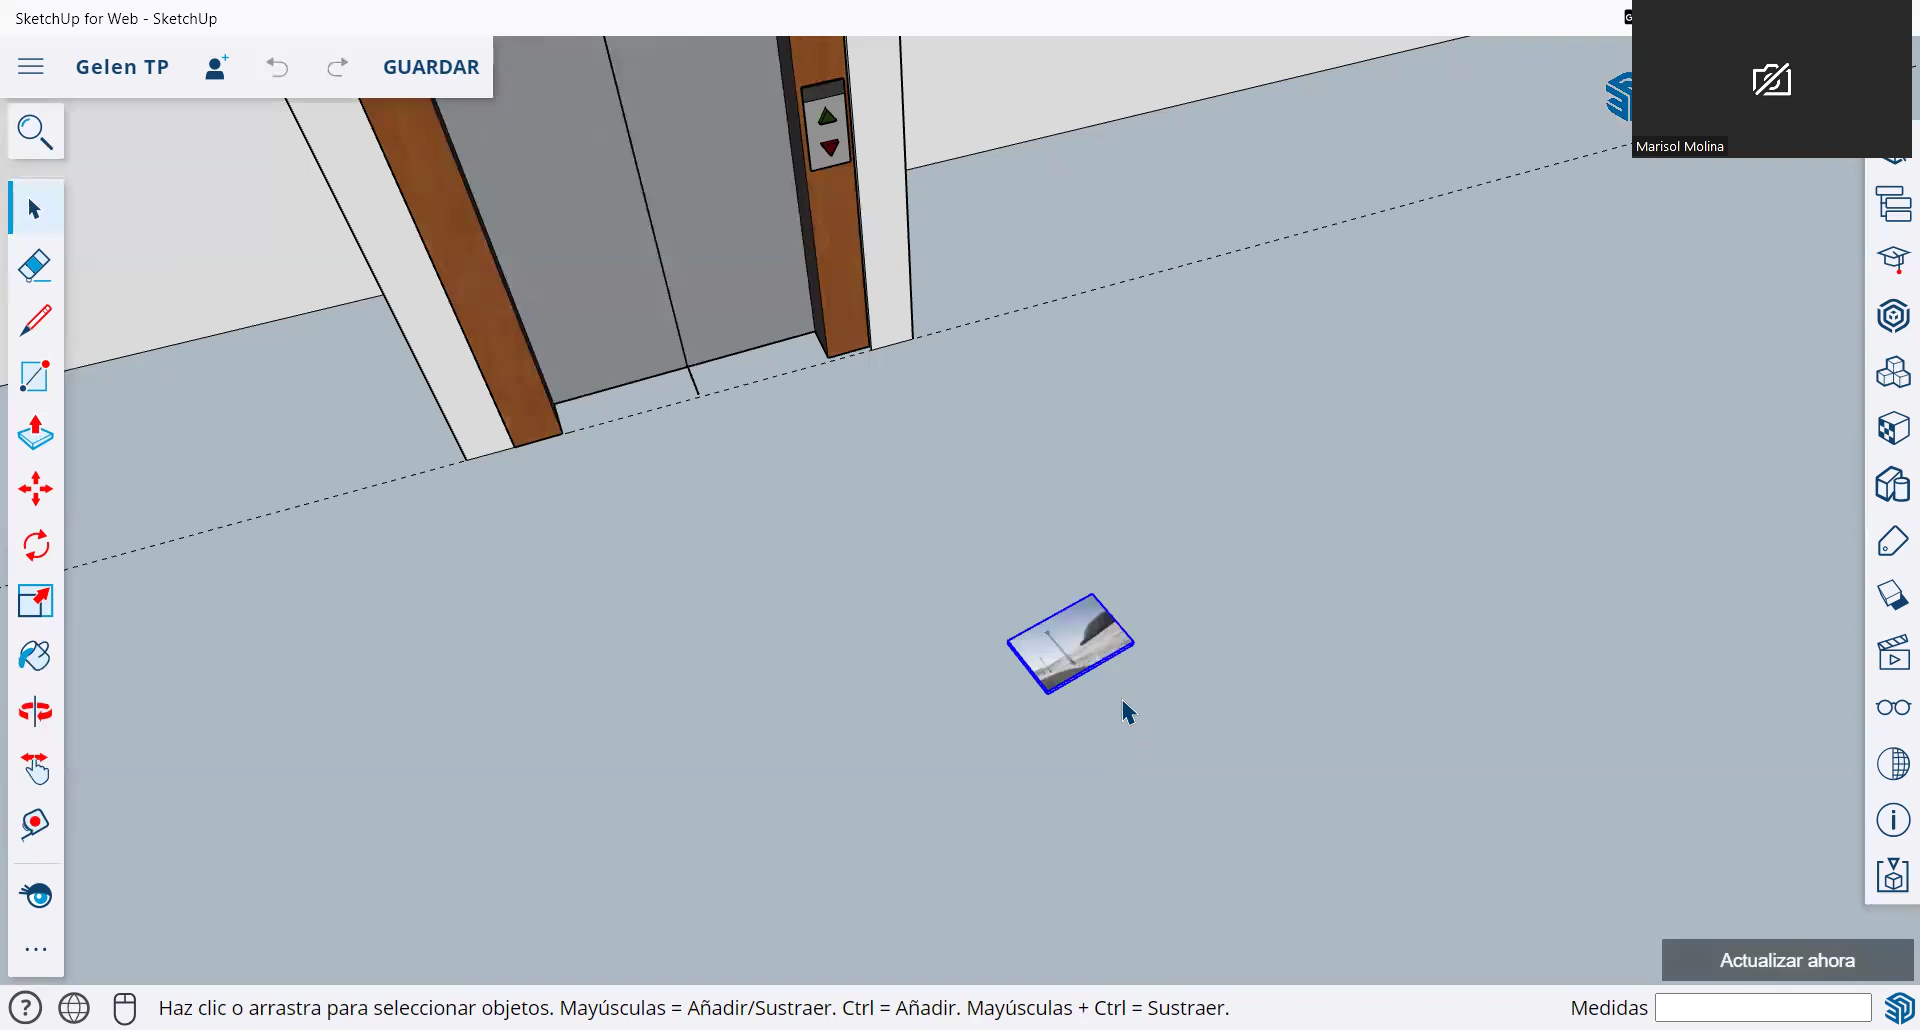 SketchUp for Web - SketchUp
Gelen TP
GUARDAR
Marisol Molina
Actualizar ahora
Haz clic o arrastra para seleccionar objetos. Mayúsculas = Añadir/Sustraer. Ctrl = Añadir. Mayúsculas + Ctrl = Sustraer.
Medidas